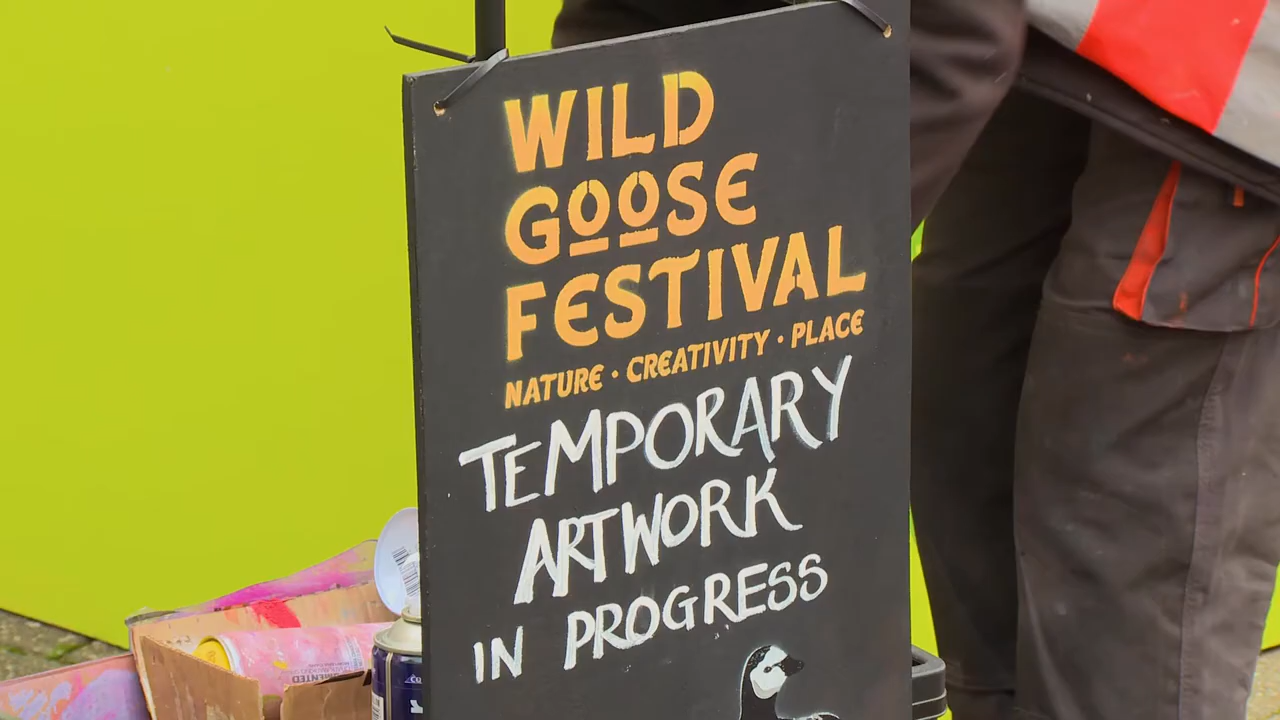 WILD
GOOSE
FESTIVAL
NATURE · CREATIVITY · PLACE
TEMPORARY
ARTWORK
IN PROGRESS